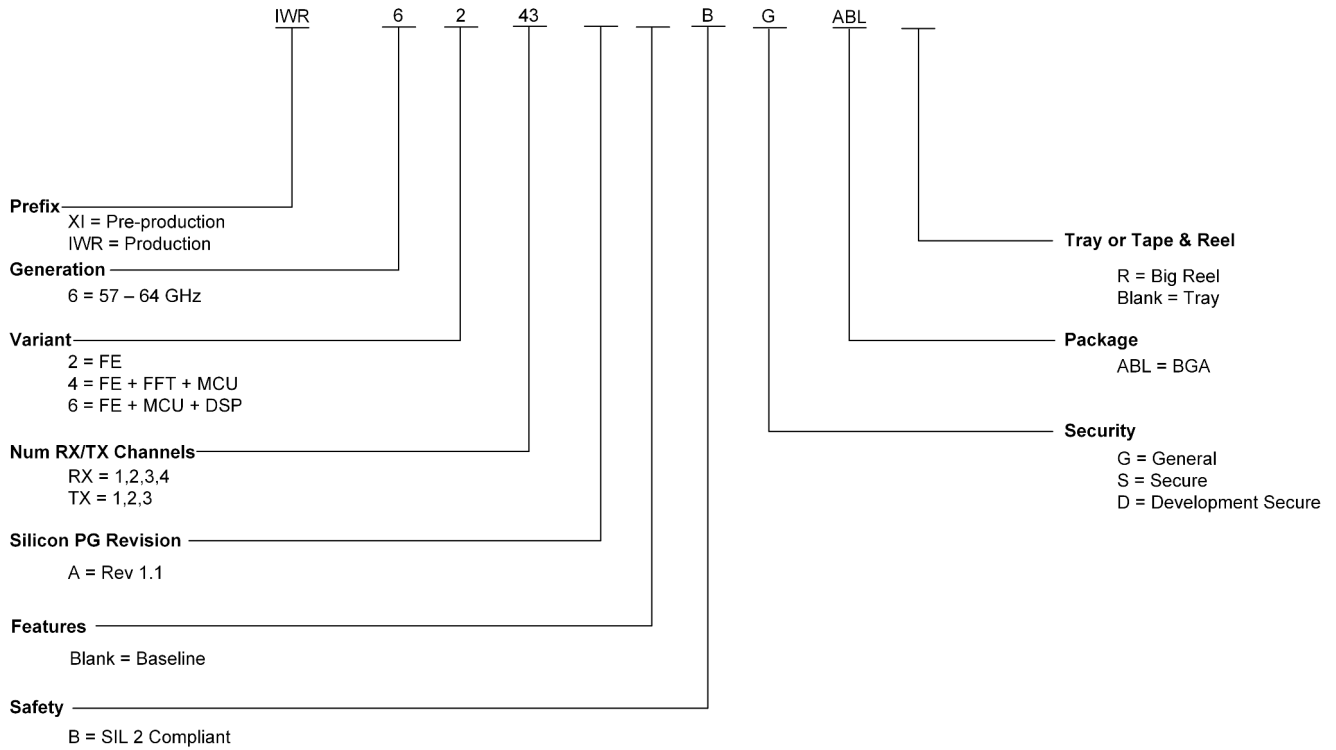 IWR 6 2 43 B G ABL
Prefix
XI = Pre-production
IWR = Production
Generation
6 = 57 – 64 GHz
Variant
2 = FE
4 = FE + FFT + MCU
6 = FE + MCU + DSP
Num RX/TX Channels
RX = 1,2,3,4
TX = 1,2,3
Silicon PG Revision
A = Rev 1.1
Features
Blank = Baseline
Safety
B = SIL 2 Compliant
Tray or Tape & Reel
R = Big Reel
Blank = Tray
Package
ABL = BGA
Security
G = General
S = Secure
D = Development Secure